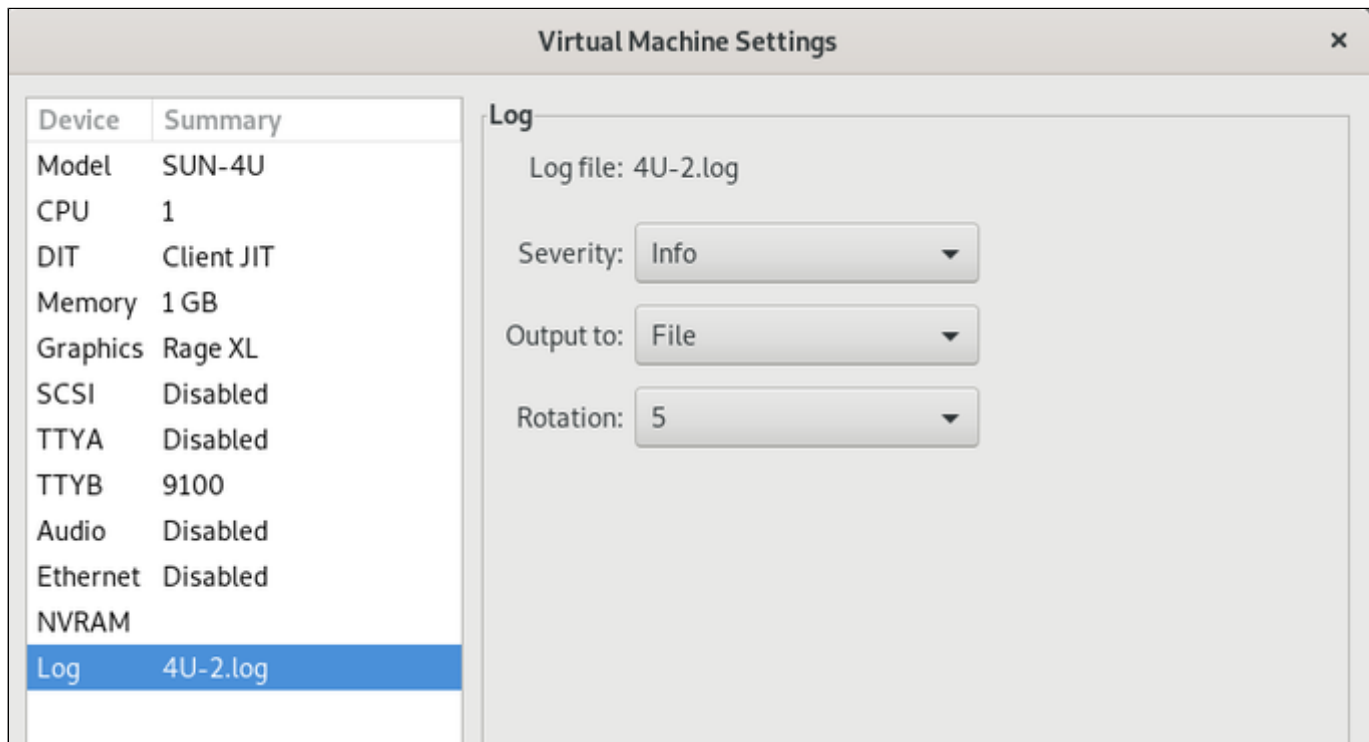 Virtual Machine Settings ×
Device Summary
Model SUN-4U
CPU 1
DIT Client JIT
Memory 1 GB
Graphics Rage XL
SCSI Disabled
TTYA Disabled
TTYB 9100
Audio Disabled
Ethernet Disabled
NVRAM
Log 4U-2.log
Log
Log file: 4U-2.log
Severity: Info
Output to: File
Rotation: 5